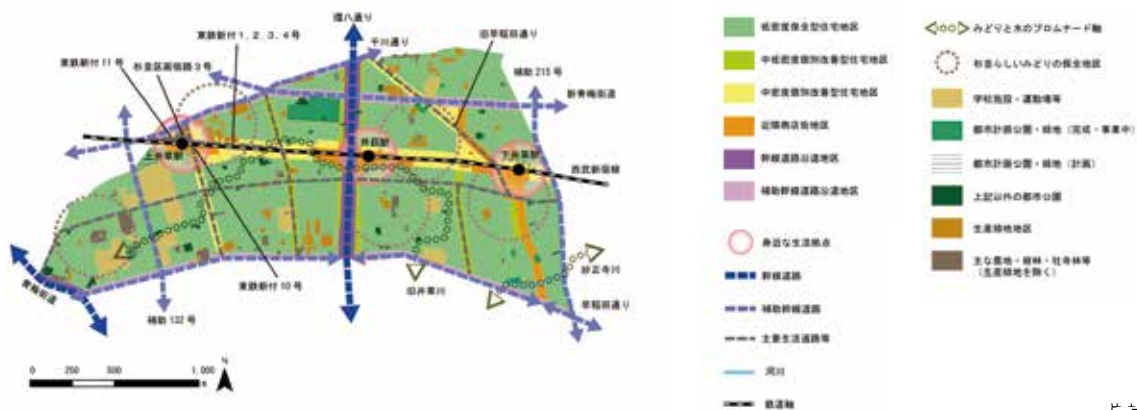 環八通り
東鉄新付1,2,3,4号
千川通り
旧早稲田通り
東鉄新付11号
杉並区画街路3号
補助215号
新青梅街道
上井草駅
井荻駅
下井草駅
西武新宿線
青梅街道
補助132号
東鉄新付10号
旧井草川
妙正寺川
早稲田通り
0 250 500 1,000
m
N
低密度保全型住宅地区
中低密度個別改善型住宅地区
中密度個別改善型住宅地区
近隣商店街地区
幹線道路沿道地区
補助幹線道路沿道地区
身近な生活拠点
幹線道路
補助幹線道路
主要生活道路等
河川
鉄道軸
みどりと水のプロムナード軸
杉並らしいみどりの保全地区
学校施設・運動場等
都市計画公園・緑地（完成・事業中）
都市計画公園・緑地（計画）
上記以外の都市公園
生産緑地地区
主な農地・樹林・社寺林等
（生産緑地を除く）